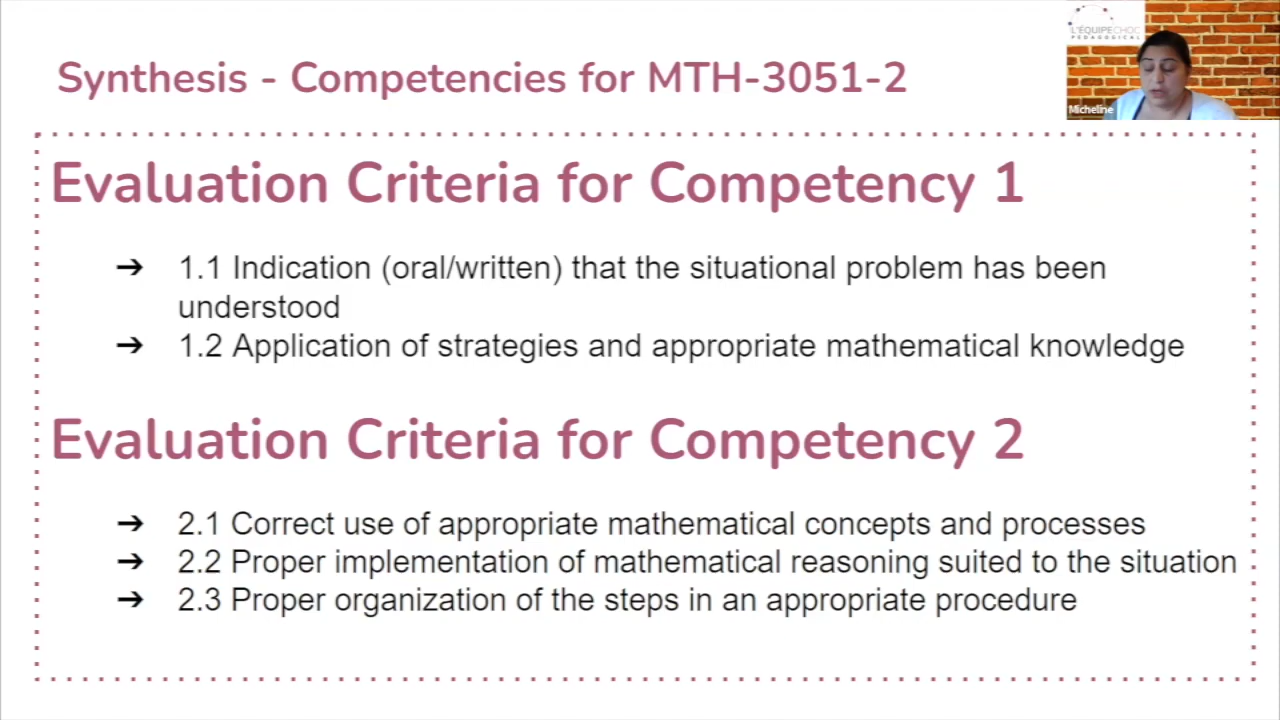 L'ÉQUIPECHOC
PÉDAGOGICAL
Micheline
Synthesis - Competencies for MTH-3051-2
Evaluation Criteria for Competency 1
➔ 1.1 Indication (oral/written) that the situational problem has been
understood
➔ 1.2 Application of strategies and appropriate mathematical knowledge
Evaluation Criteria for Competency 2
➔ 2.1 Correct use of appropriate mathematical concepts and processes
➔ 2.2 Proper implementation of mathematical reasoning suited to the situation
➔ 2.3 Proper organization of the steps in an appropriate procedure